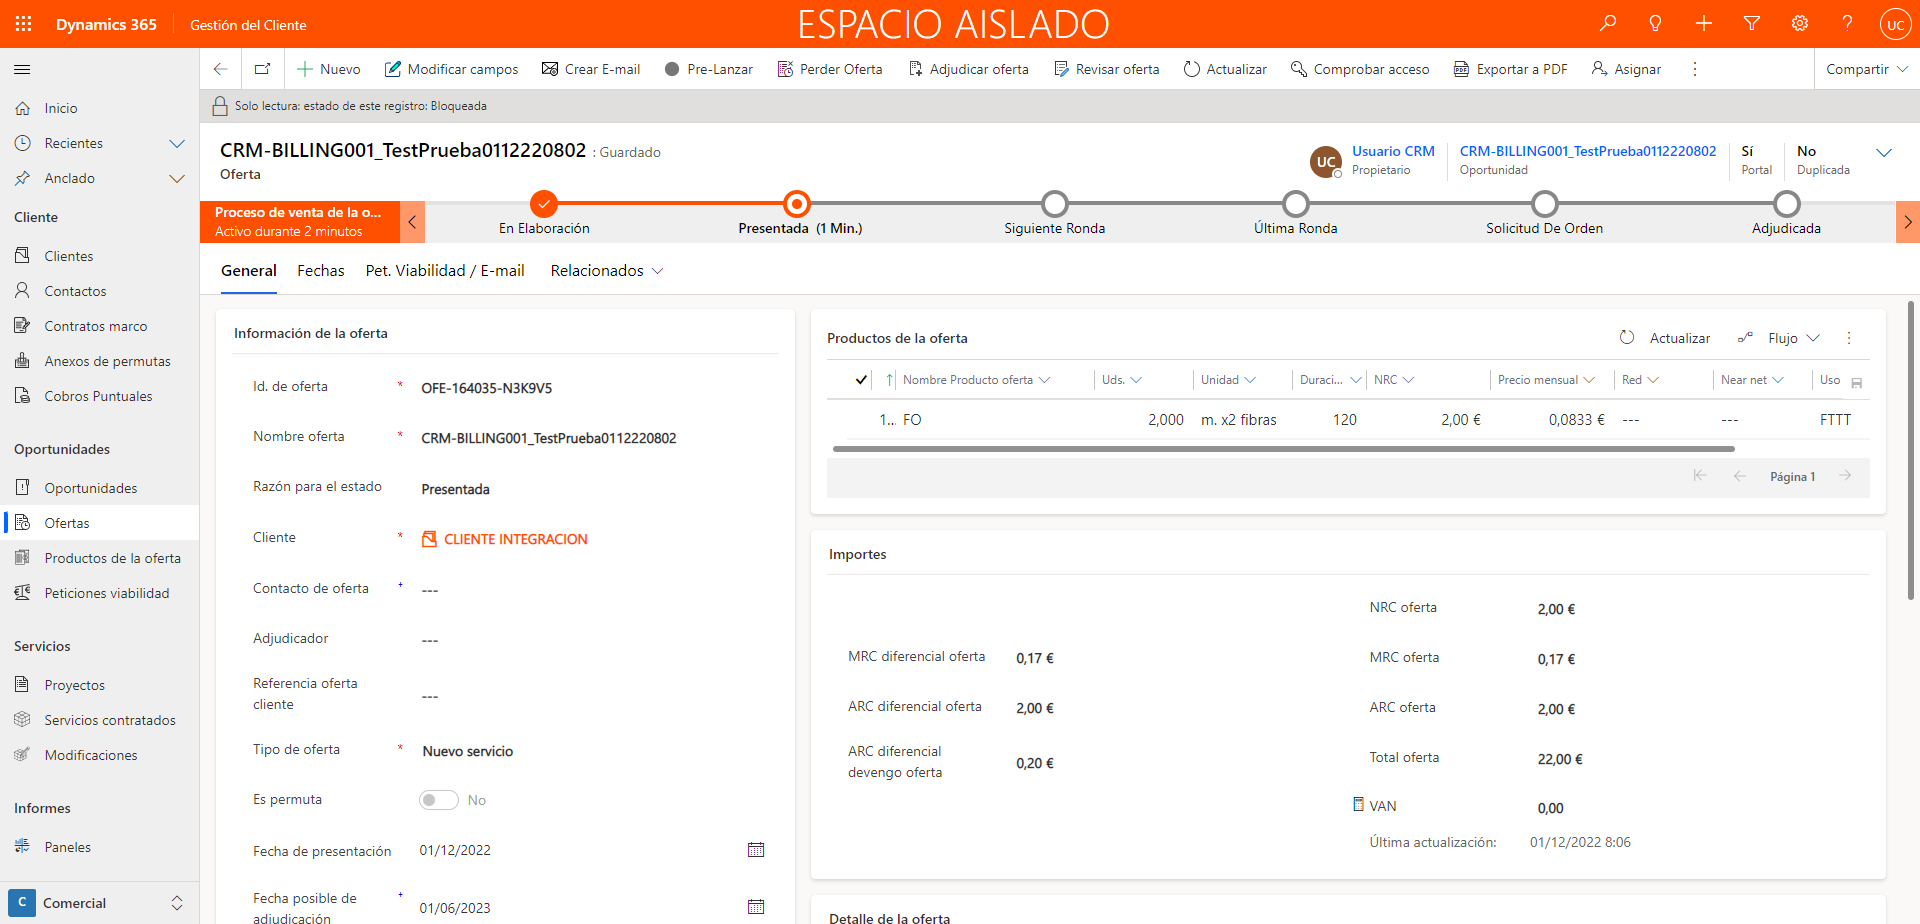 Dynamics 365
Gestión del Cliente
ESPACIO AISLADO
UC
Nuevo
Modificar campos
Crear E-mail
Pre-Lanzar
Perder Oferta
Adjudicar oferta
Revisar oferta
Actualizar
Comprobar acceso
Exportar a PDF
Asignar
Compartir
Solo lectura: estado de este registro: Bloqueada
Inicio
Recientes
Anclado
Cliente
Clientes
Contactos
Contratos marco
Anexos de permutas
Cobros Puntuales
Oportunidades
Oportunidades
Ofertas
Productos de la oferta
Peticiones viabilidad
Servicios
Proyectos
Servicios contratados
Modificaciones
Informes
Paneles
C Comercial
CRM-BILLING001_TestPrueba0112220802 : Guardado
Oferta
UC
Usuario CRM
Propietario
CRM-BILLING001_TestPrueba0112220802
Oportunidad
Sí
Portal
No
Duplicada
Proceso de venta de la o...
Activo durante 2 minutos
En Elaboración
Presentada (1 Min.)
Siguiente Ronda
Última Ronda
Solicitud De Orden
Adjudicada
General
Fechas
Pet. Viabilidad / E-mail
Relacionados
Información de la oferta
Id. de oferta * OFE-164035-N3K9V5
Nombre oferta * CRM-BILLING001_TestPrueba0112220802
Razón para el estado Presentada
Cliente * CLIENTE INTEGRACION
Contacto de oferta + ---
Adjudicador ---
Referencia oferta
cliente ---
Tipo de oferta * Nuevo servicio
Es permuta No
Fecha de presentación 01/12/2022
Fecha posible de
adjudicación + 01/06/2023
Productos de la oferta
Actualizar
Flujo
Nombre Producto oferta Uds. Unidad Duraci... NRC Precio mensual Red Near net Uso
1... FO 2,000 m. x2 fibras 120 2,00 € 0,0833 € --- --- FTTT
Página 1
Importes
MRC diferencial oferta 0,17 €
ARC diferencial oferta 2,00 €
ARC diferencial
devengo oferta 0,20 €
NRC oferta 2,00 €
MRC oferta 0,17 €
ARC oferta 2,00 €
Total oferta 22,00 €
VAN 0,00
Última actualización: 01/12/2022 8:06
Detalle de la oferta